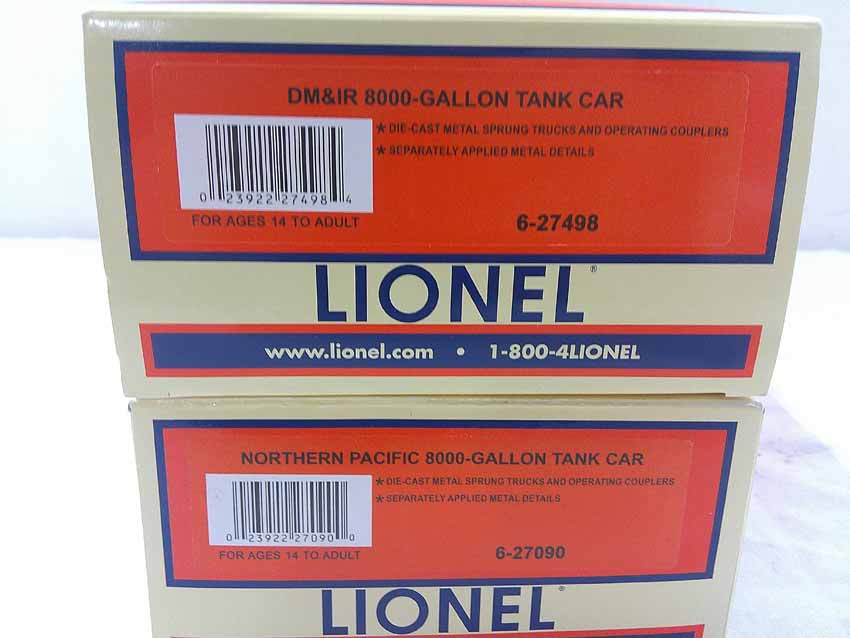 DM&IR 8000-GALLON TANK CAR
★ DIE-CAST METAL SPRUNG TRUCKS AND OPERATING COUPLERS
★ SEPARATELY APPLIED METAL DETAILS
0 23922 27498 4
FOR AGES 14 TO ADULT
6-27498
LIONEL®
www.lionel.com • 1-800-4LIONEL
NORTHERN PACIFIC 8000-GALLON TANK CAR
★ DIE-CAST METAL SPRUNG TRUCKS AND OPERATING COUPLERS
★ SEPARATELY APPLIED METAL DETAILS
0 23922 27090 0
FOR AGES 14 TO ADULT
6-27090
LIONEL®